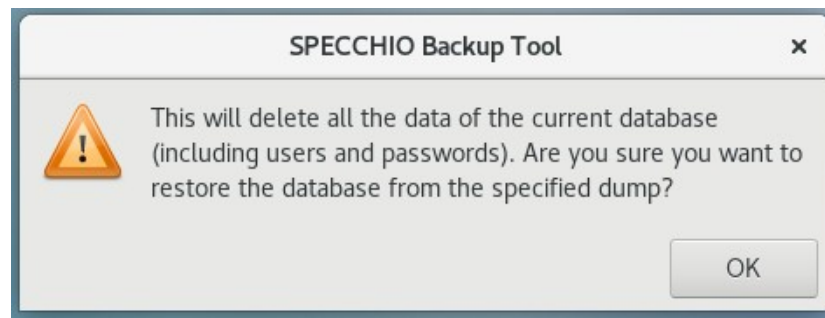 SPECCHIO Backup Tool
This will delete all the data of the current database
(including users and passwords). Are you sure you want to
restore the database from the specified dump?
OK